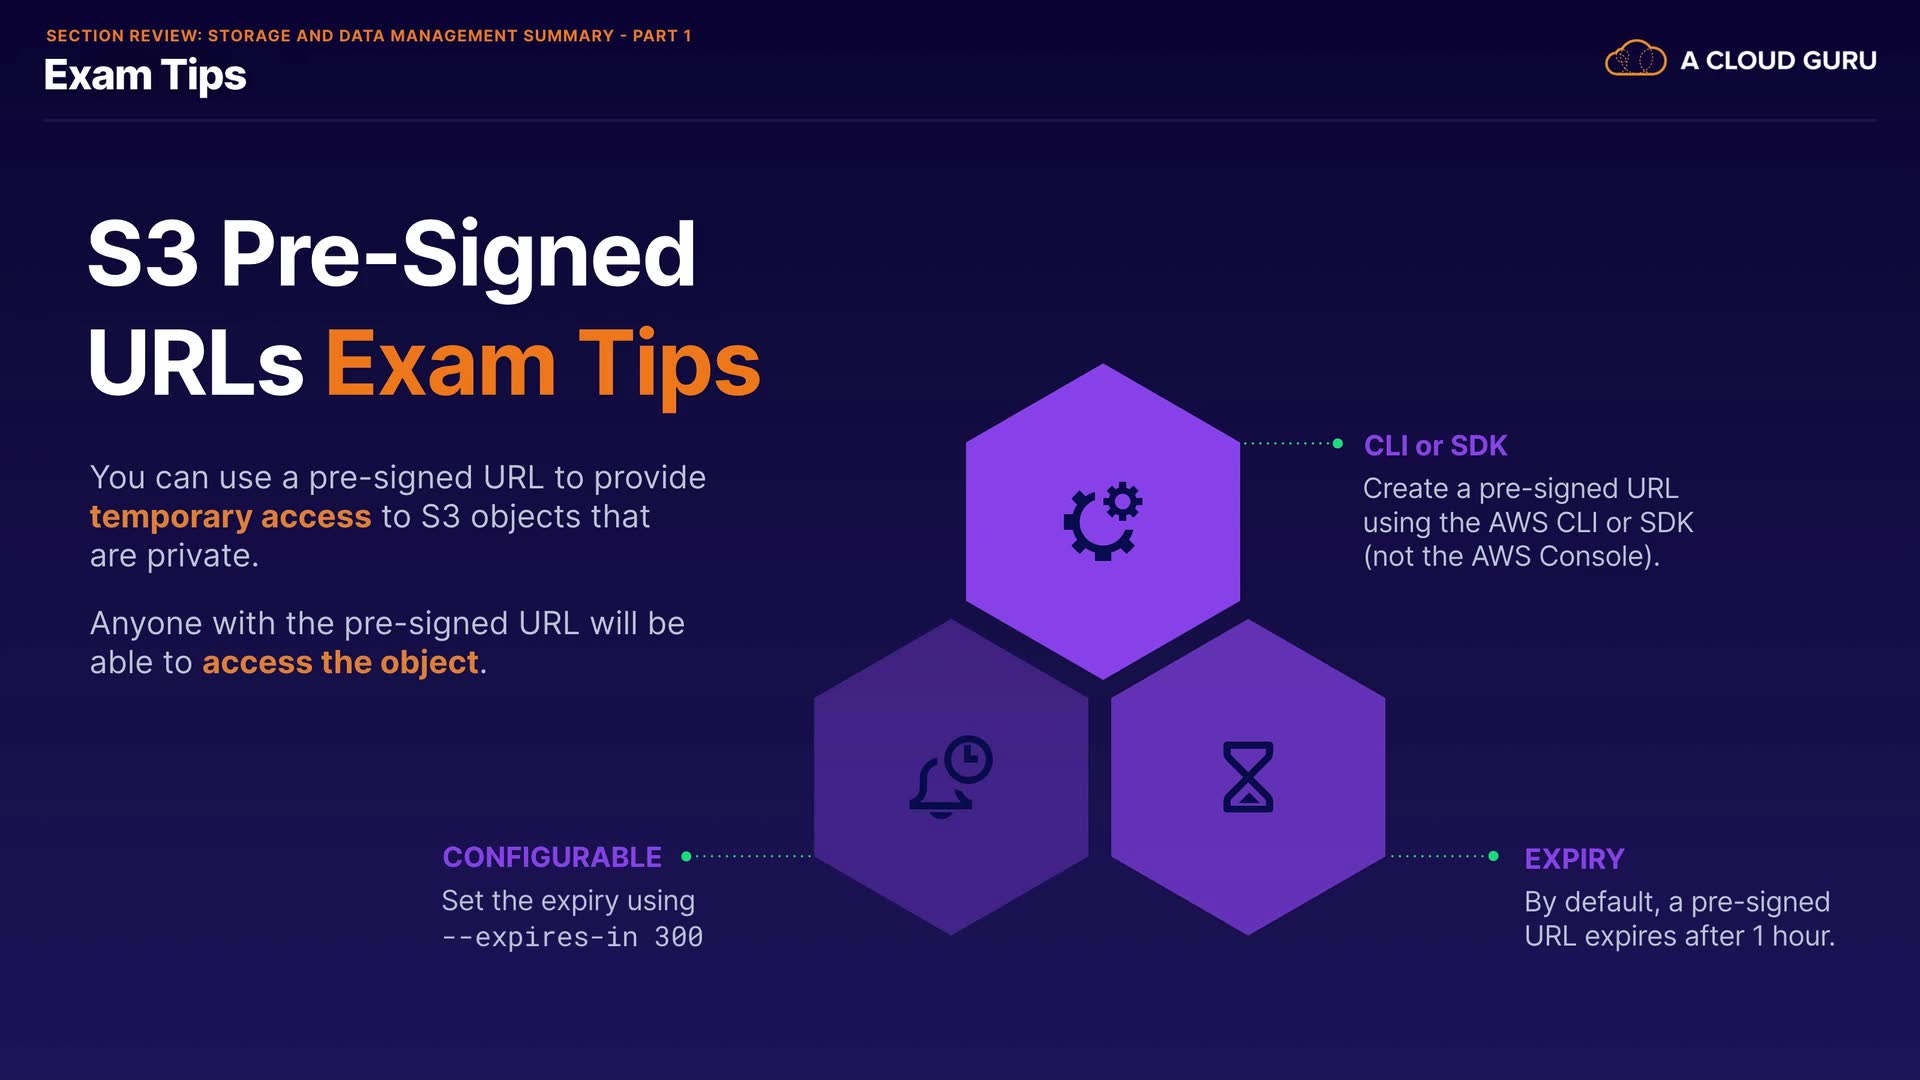 SECTION REVIEW: STORAGE AND DATA MANAGEMENT SUMMARY - PART 1
Exam Tips
A CLOUD GURU
S3 Pre-Signed
URLs Exam Tips
You can use a pre-signed URL to provide
temporary access to S3 objects that
are private.
Anyone with the pre-signed URL will be
able to access the object.
CLI or SDK
Create a pre-signed URL
using the AWS CLI or SDK
(not the AWS Console).
CONFIGURABLE
Set the expiry using
--expires-in 300
EXPIRY
By default, a pre-signed
URL expires after 1 hour.